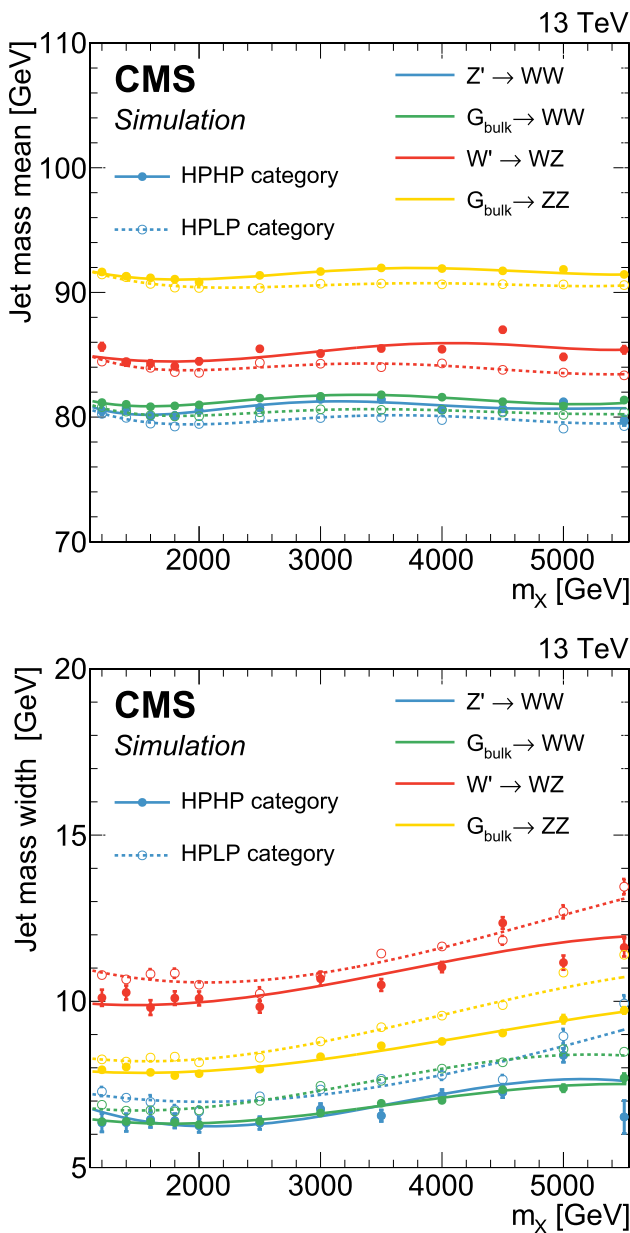 13 TeV
Jet mass mean [GeV]
110
100
90
80
70
CMS
Simulation
HPHP category
HPLP category
Z' → WW
G_bulk → WW
W' → WZ
G_bulk → ZZ
2000 3000 4000 5000
m_X [GeV]
13 TeV
Jet mass width [GeV]
20
15
10
5
CMS
Simulation
HPHP category
HPLP category
Z' → WW
G_bulk → WW
W' → WZ
G_bulk → ZZ
2000 3000 4000 5000
m_X [GeV]